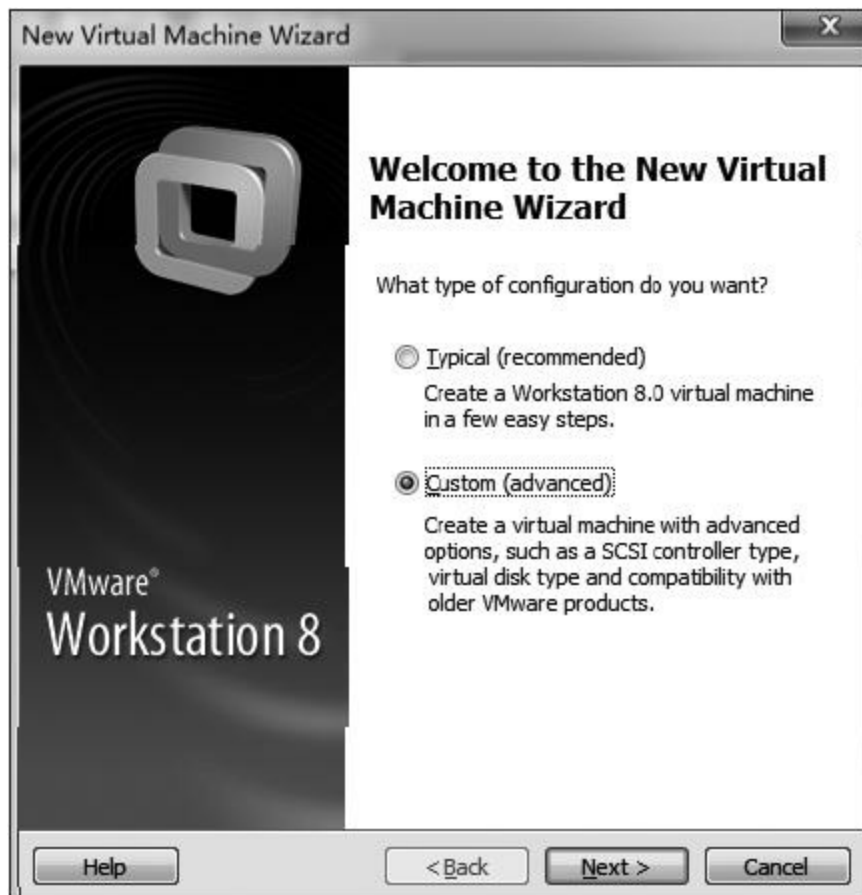 New Virtual Machine Wizard
x
Welcome to the New Virtual
Machine Wizard
What type of configuration do you want?
Typical (recommended)
Create a Workstation 8.0 virtual machine
in a few easy steps.
Custom (advanced)
Create a virtual machine with advanced
options, such as a SCSI controller type,
virtual disk type and compatibility with
older VMware products.
VMware®
Workstation 8
Help
< Back
Next >
Cancel